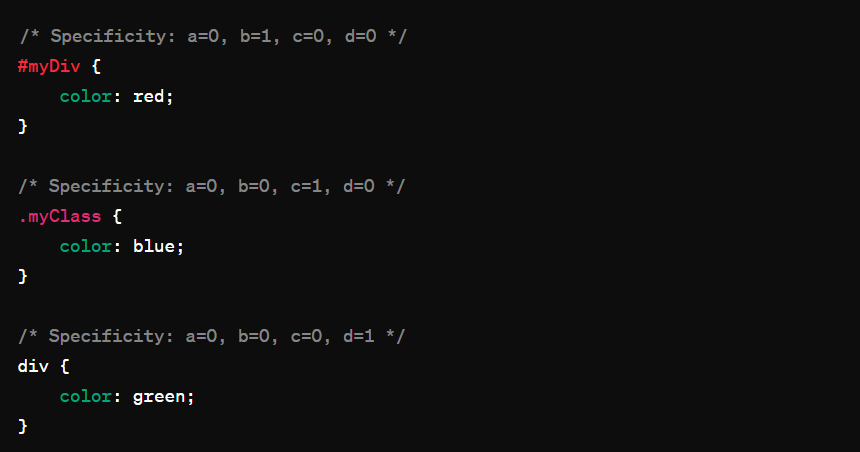 /* Specificity: a=0, b=1, c=0, d=0 */
#myDiv {
    color: red;
}

/* Specificity: a=0, b=0, c=1, d=0 */
.myClass {
    color: blue;
}

/* Specificity: a=0, b=0, c=0, d=1 */
div {
    color: green;
}